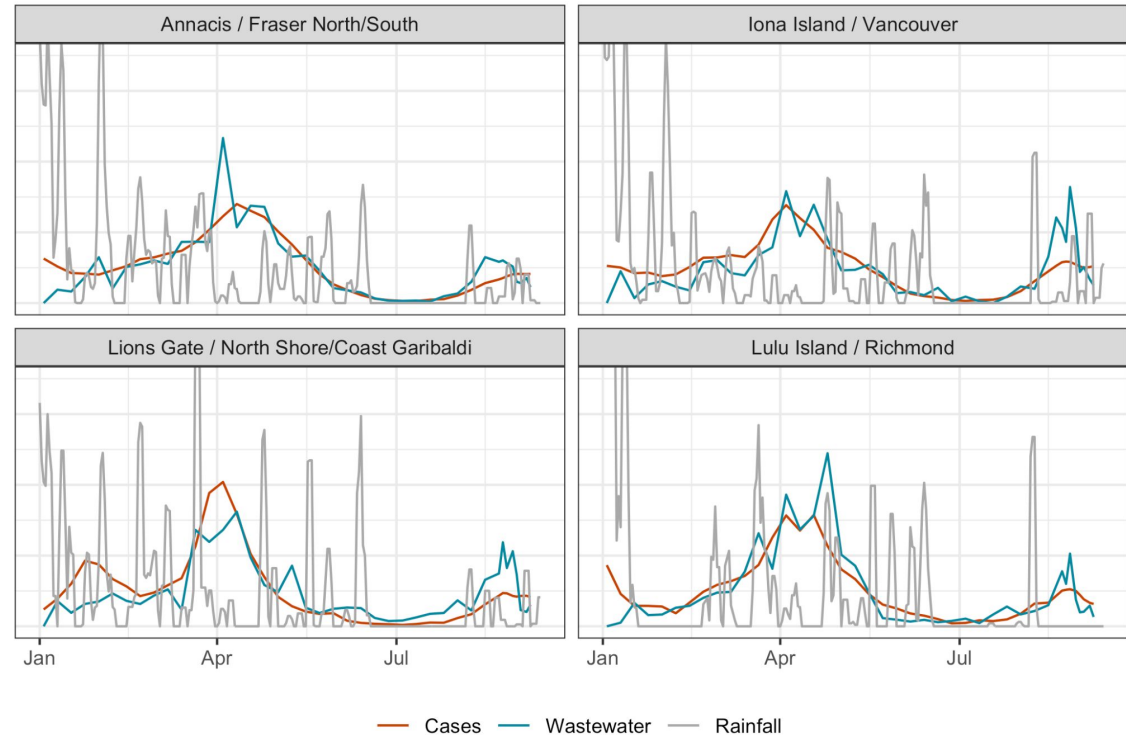 Annacis / Fraser North/South
Iona Island / Vancouver
Lions Gate / North Shore/Coast Garibaldi
Lulu Island / Richmond
Jan Apr Jul
Jan Apr Jul
Cases Wastewater Rainfall